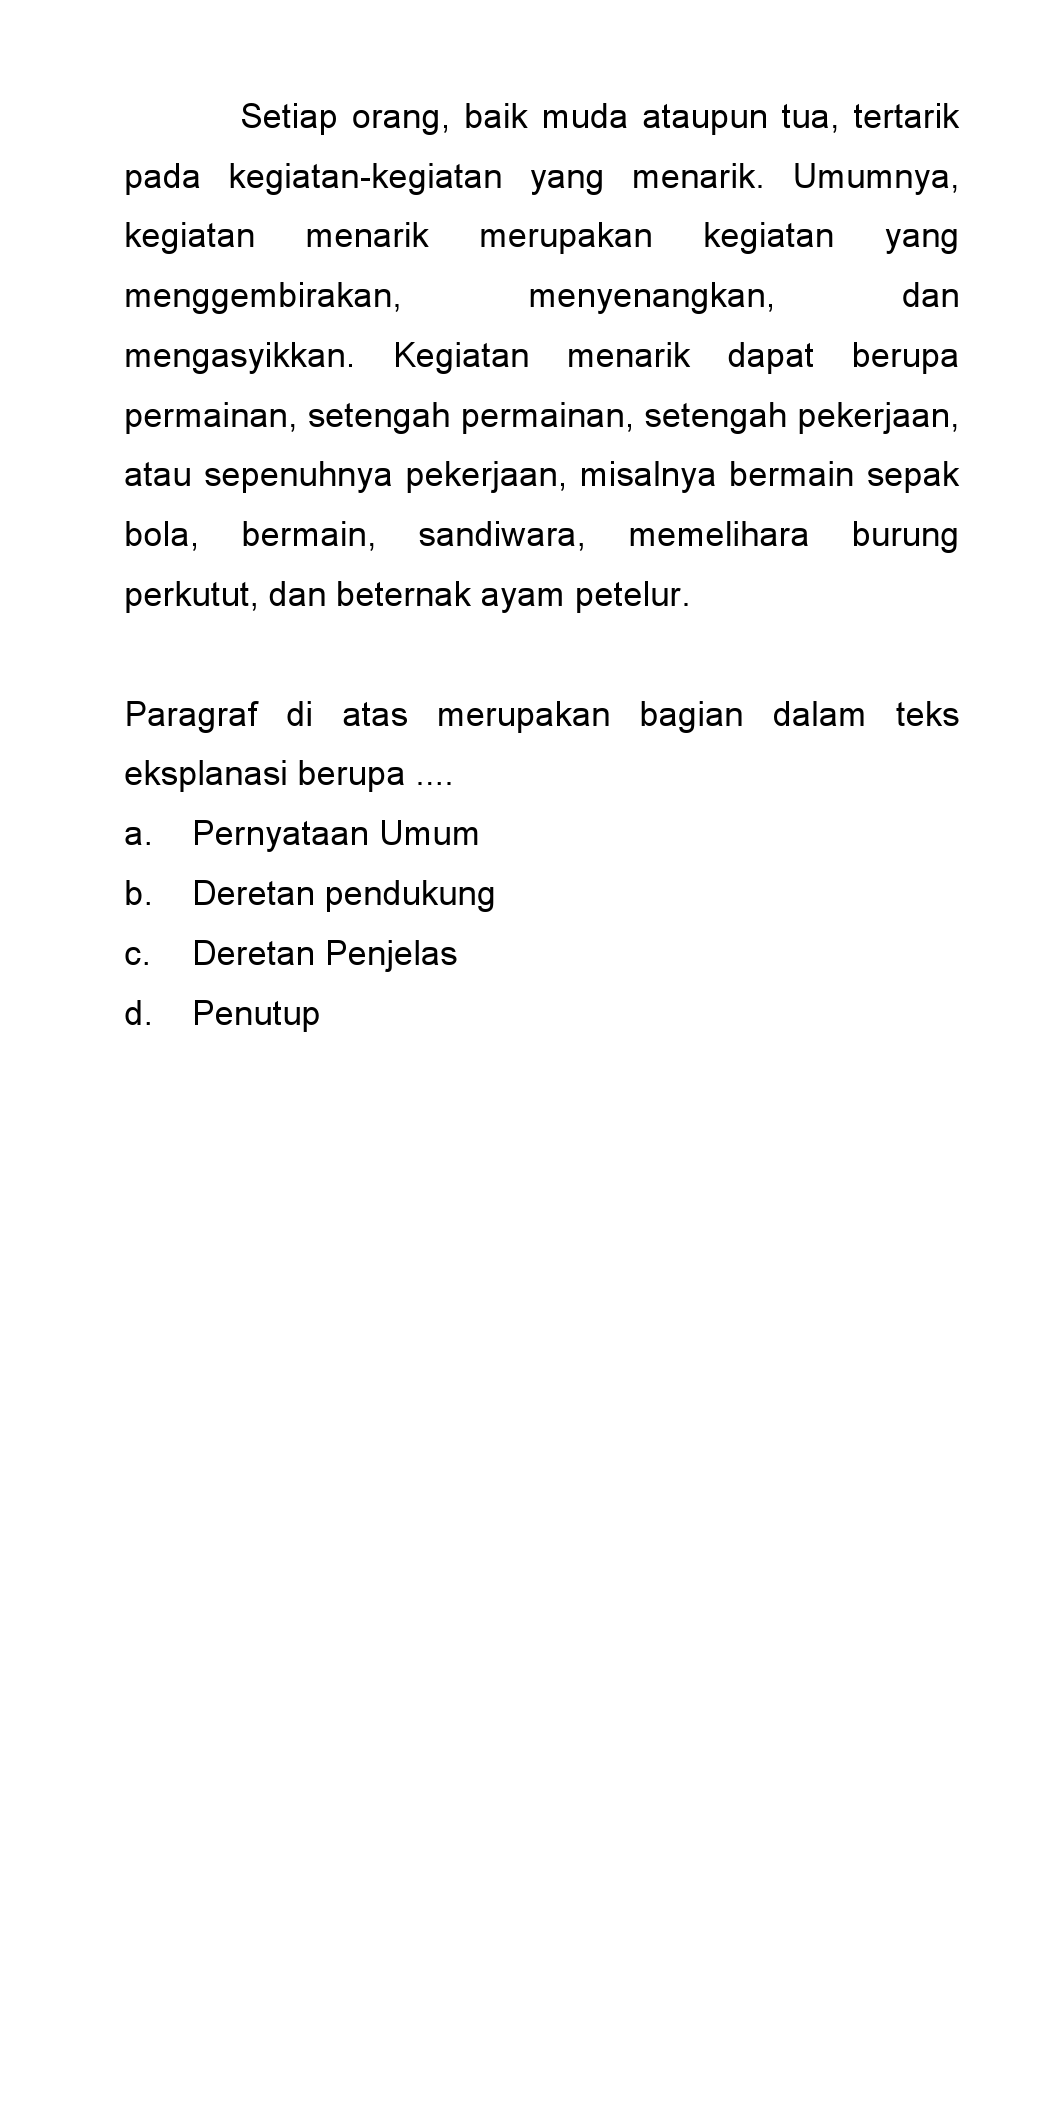 Setiap orang, baik muda ataupun tua, tertarik
pada kegiatan-kegiatan yang menarik. Umumnya,
kegiatan menarik merupakan kegiatan yang
menggembirakan, menyenangkan, dan
mengasyikkan. Kegiatan menarik dapat berupa
permainan, setengah permainan, setengah pekerjaan,
atau sepenuhnya pekerjaan, misalnya bermain sepak
bola, bermain, sandiwara, memelihara burung
perkutut, dan beternak ayam petelur.
Paragraf di atas merupakan bagian dalam teks
eksplanasi berupa ....
a. Pernyataan Umum
b. Deretan pendukung
c. Deretan Penjelas
d. Penutup